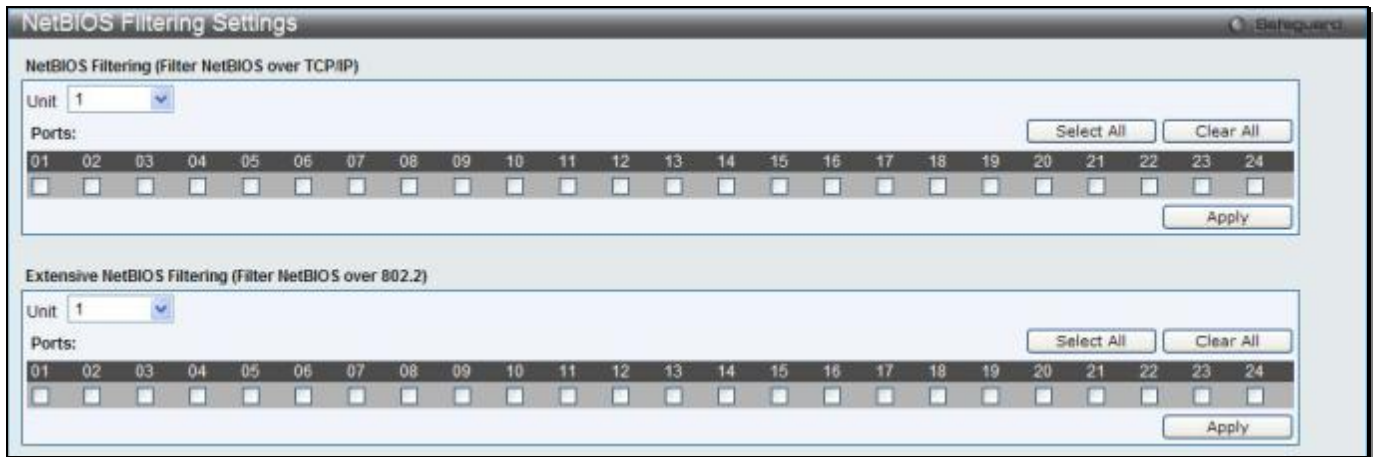 NetBIOS Filtering Settings
Safeguard
NetBIOS Filtering (Filter NetBIOS over TCP/IP)
Unit 1
Ports:
Select All Clear All
01 02 03 04 05 06 07 08 09 10 11 12 13 14 15 16 17 18 19 20 21 22 23 24
Apply
Extensive NetBIOS Filtering (Filter NetBIOS over 802.2)
Unit 1
Ports:
Select All Clear All
01 02 03 04 05 06 07 08 09 10 11 12 13 14 15 16 17 18 19 20 21 22 23 24
Apply